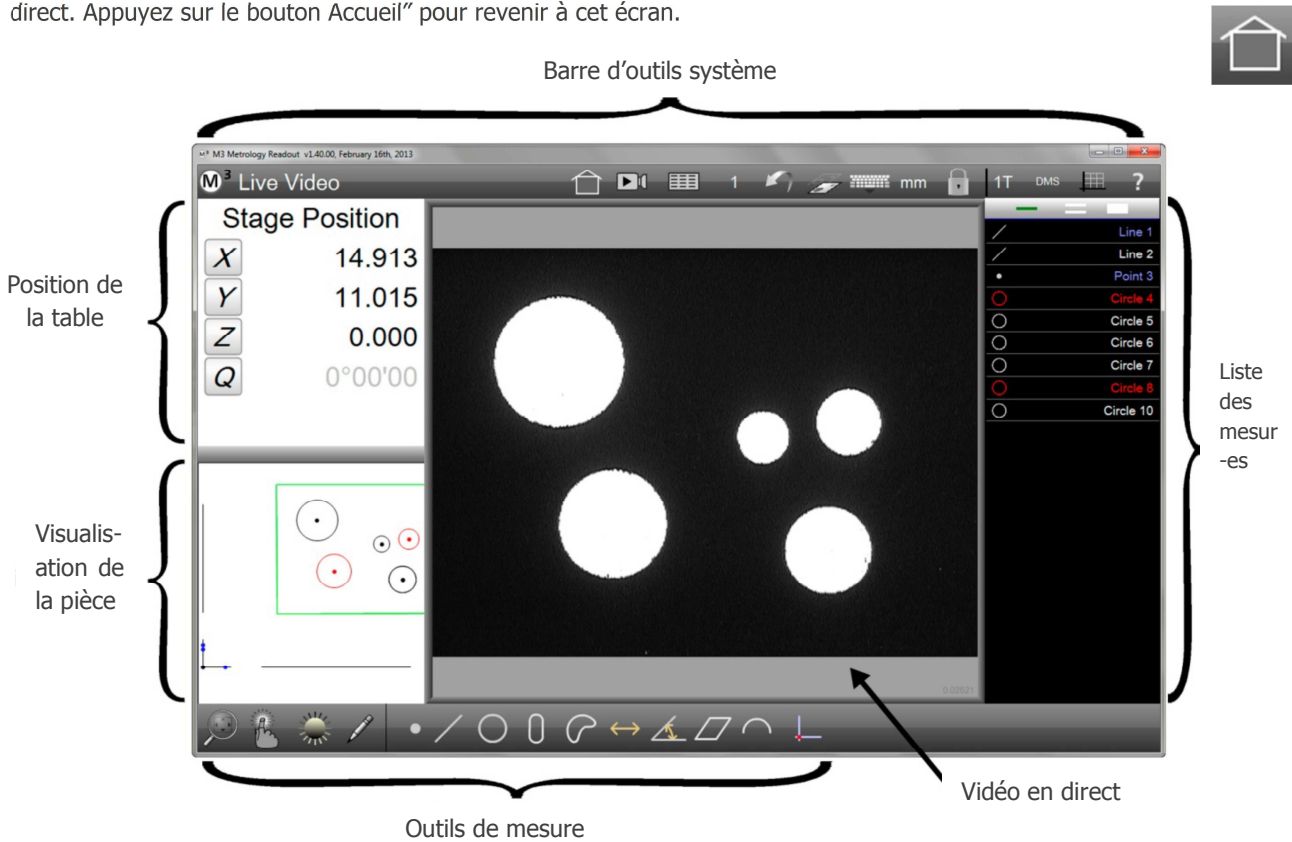 direct. Appuyez sur le bouton Accueil” pour revenir à cet écran.
Barre d’outils système
M³ M3 Metrology Readout v1.40.00, February 16th, 2013
M³ Live Video
1
mm
1T
DMS
?
Position de
la table
Stage Position
X 14.913
Y 11.015
Z 0.000
Q 0°00'00
Line 1
Line 2
Point 3
Circle 4
Circle 5
Circle 6
Circle 7
Circle 8
Circle 10
Liste
des
mesur
-es
Visualis-
ation de
la pièce
0.02621
Vidéo en direct
Outils de mesure